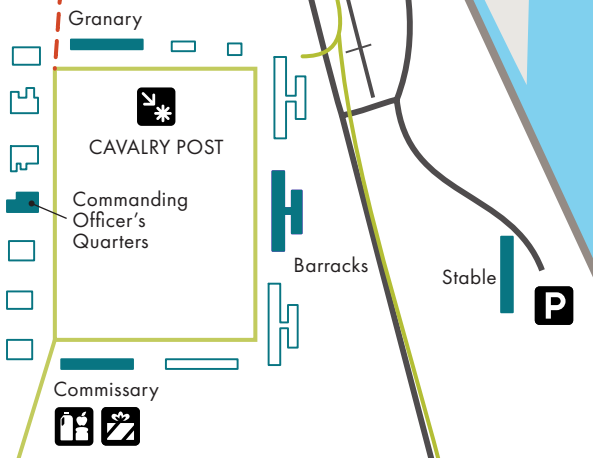 Granary
CAVALRY POST
Commanding
Officer's
Quarters
Barracks
Stable
P
Commissary